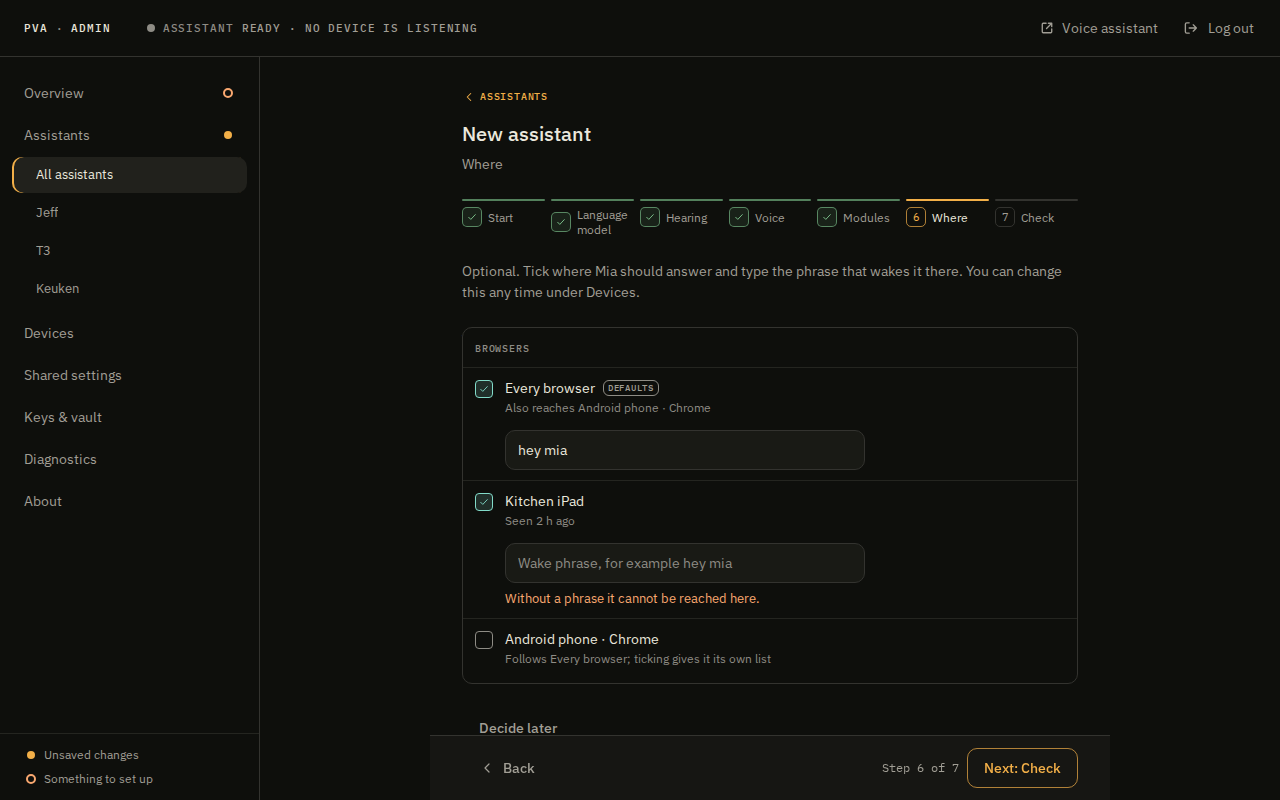 PVA · ADMIN
ASSISTANT READY · NO DEVICE IS LISTENING
Voice assistant
Log out
Overview
Assistants
All assistants
Jeff
T3
Keuken
Devices
Shared settings
Keys & vault
Diagnostics
About
Unsaved changes
Something to set up
ASSISTANTS
New assistant
Where
Start
Language
model
Hearing
Voice
Modules
6 Where
7 Check
Optional. Tick where Mia should answer and type the phrase that wakes it there. You can change
this any time under Devices.
BROWSERS
Every browser DEFAULTS
Also reaches Android phone · Chrome
hey mia
Kitchen iPad
Seen 2 h ago
Wake phrase, for example hey mia
Without a phrase it cannot be reached here.
Android phone · Chrome
Follows Every browser; ticking gives it its own list
Decide later
Back
Step 6 of 7
Next: Check